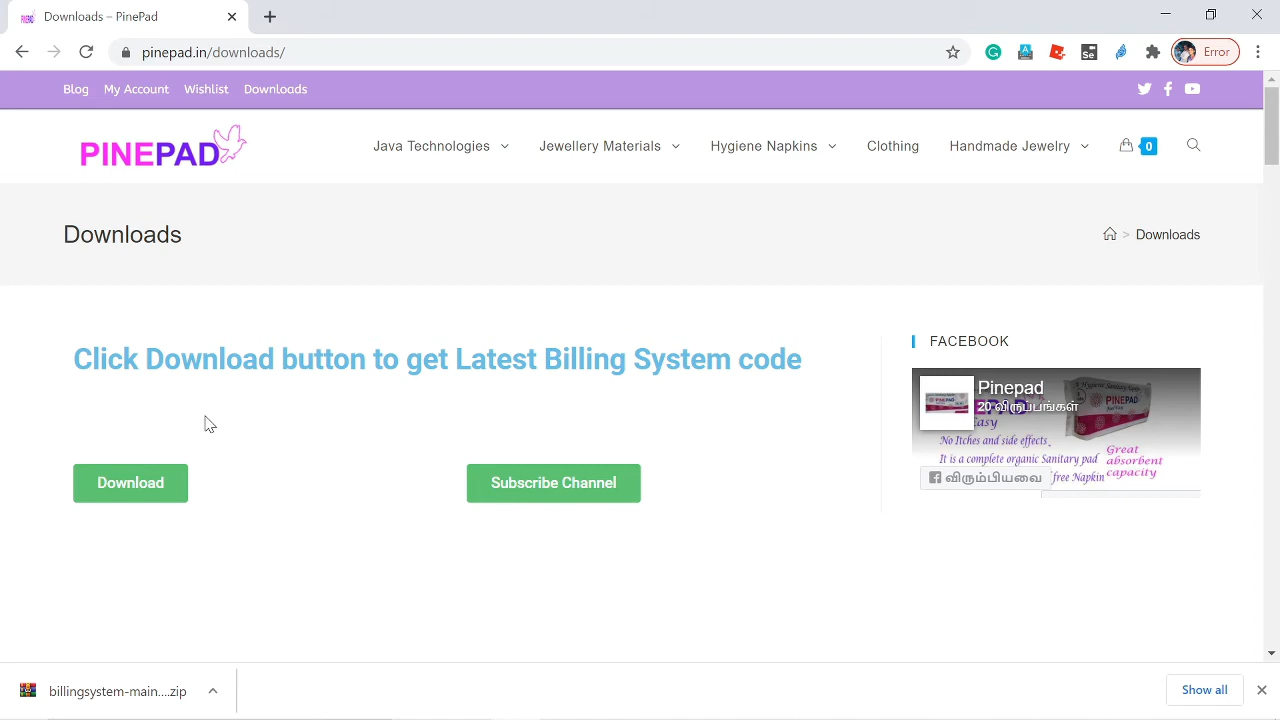 Downloads – PinePad
pinepad.in/downloads/
Error
Blog My Account Wishlist Downloads
PINEPAD
Java Technologies Jewellery Materials Hygiene Napkins Clothing Handmade Jewelry 0
Downloads
> Downloads
Click Download button to get Latest Billing System code
Download
Subscribe Channel
FACEBOOK
Pinepad
20 விருப்பங்கள்
PINEPAD
No Itches and side effects
It is a complete organic Sanitary pad
free Napkin
Great
absorbent
capacity
விரும்பியவை
billingsystem-main....zip
Show all